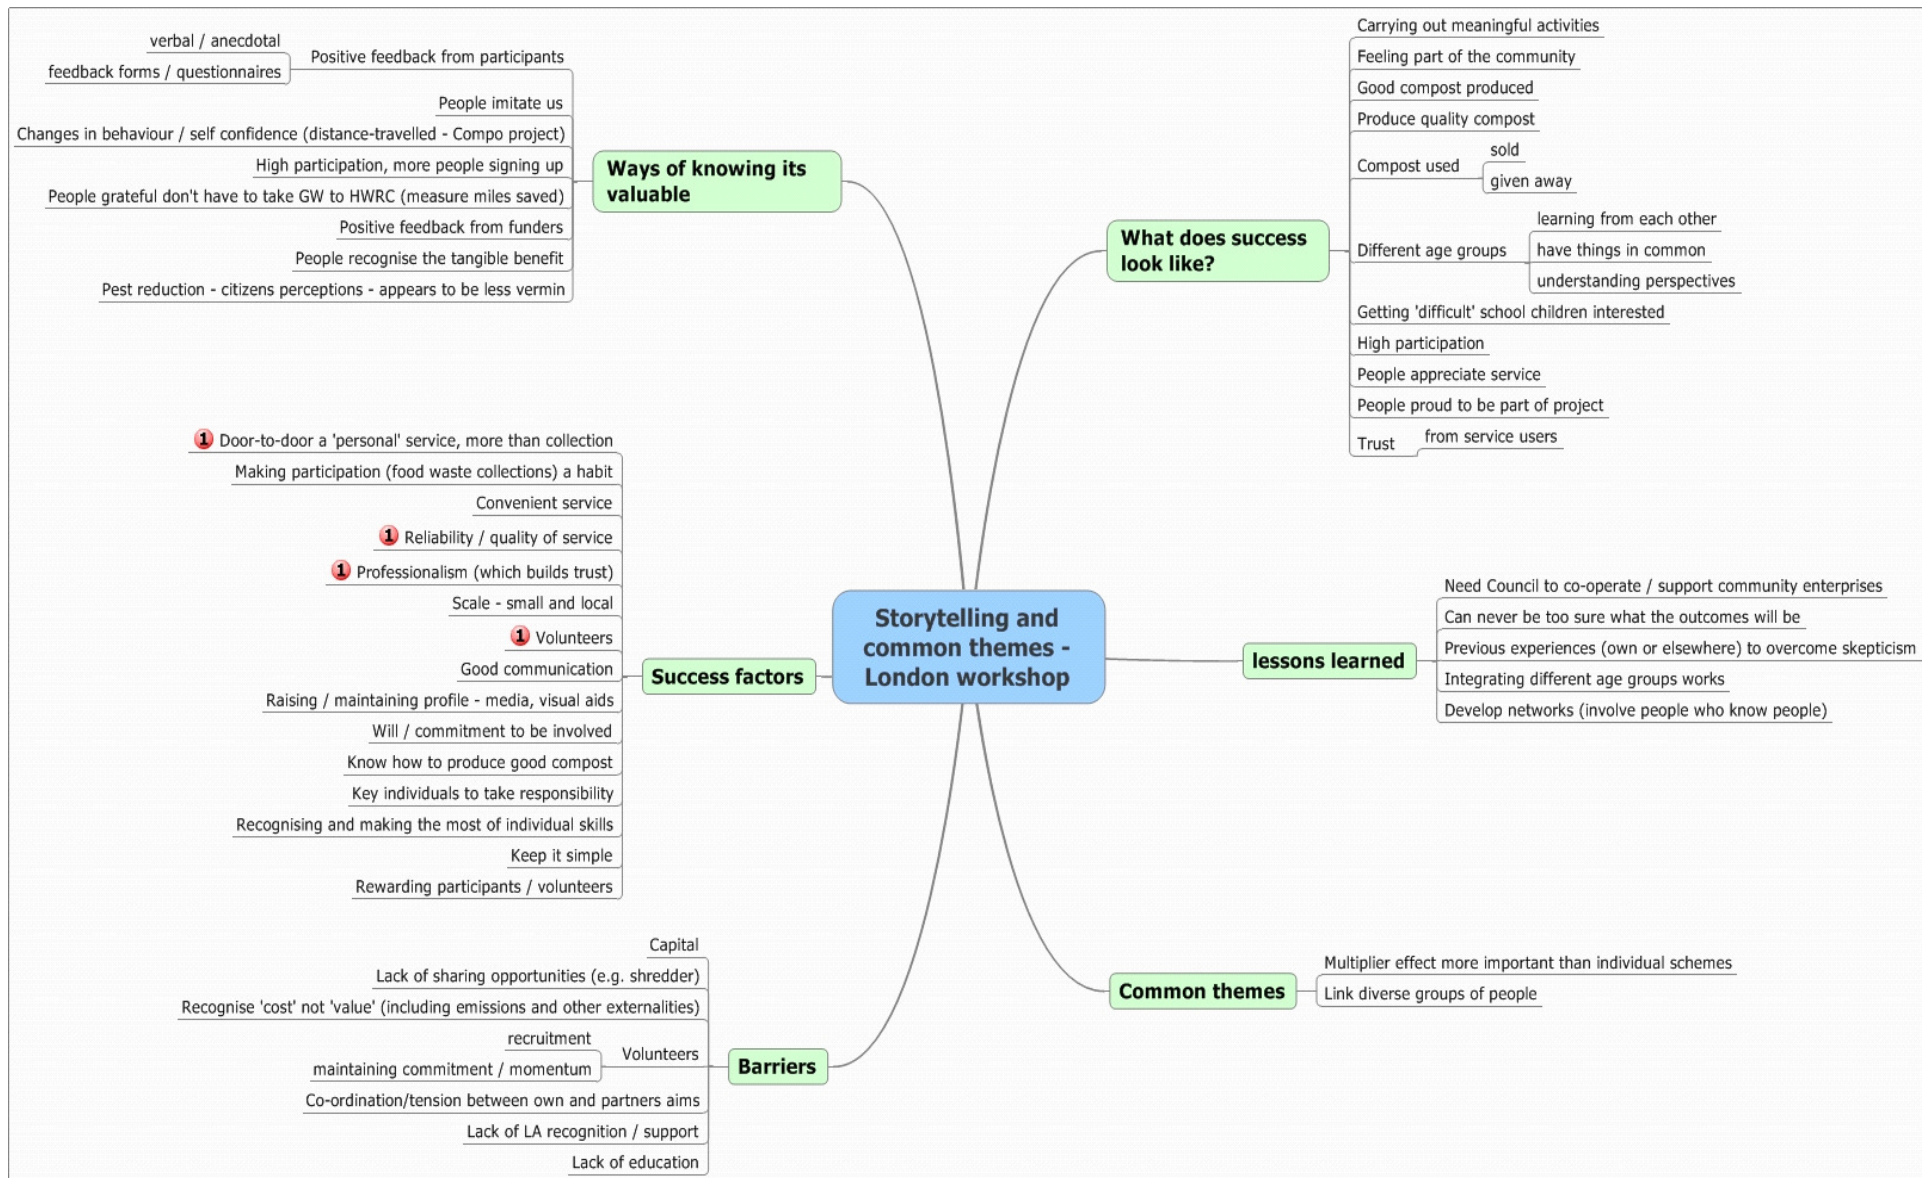 verbal / anecdotal
feedback forms / questionnaires
Positive feedback from participants
People imitate us
Changes in behaviour / self confidence (distance-travelled - Compo project)
High participation, more people signing up
People grateful don't have to take GW to HWRC (measure miles saved)
Positive feedback from funders
People recognise the tangible benefit
Pest reduction - citizens perceptions - appears to be less vermin
Ways of knowing its
valuable
What does success
look like?
Carrying out meaningful activities
Feeling part of the community
Good compost produced
Produce quality compost
Compost used
sold
given away
Different age groups
learning from each other
have things in common
understanding perspectives
Getting 'difficult' school children interested
High participation
People appreciate service
People proud to be part of project
Trust
from service users
1 Door-to-door a 'personal' service, more than collection
Making participation (food waste collections) a habit
Convenient service
1 Reliability / quality of service
1 Professionalism (which builds trust)
Scale - small and local
1 Volunteers
Good communication
Raising / maintaining profile - media, visual aids
Will / commitment to be involved
Know how to produce good compost
Key individuals to take responsibility
Recognising and making the most of individual skills
Keep it simple
Rewarding participants / volunteers
Success factors
Storytelling and
common themes -
London workshop
lessons learned
Need Council to co-operate / support community enterprises
Can never be too sure what the outcomes will be
Previous experiences (own or elsewhere) to overcome skepticism
Integrating different age groups works
Develop networks (involve people who know people)
Capital
Lack of sharing opportunities (e.g. shredder)
Recognise 'cost' not 'value' (including emissions and other externalities)
recruitment
maintaining commitment / momentum
Volunteers
Co-ordination/tension between own and partners aims
Lack of LA recognition / support
Lack of education
Barriers
Common themes
Multiplier effect more important than individual schemes
Link diverse groups of people